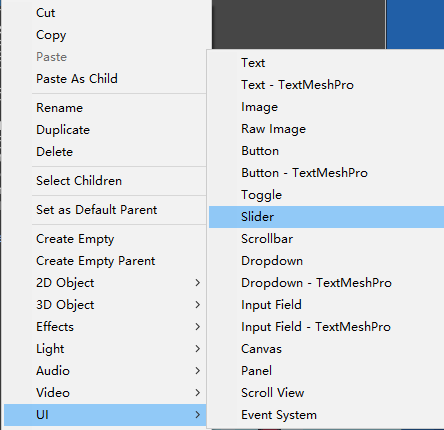 Cut
Copy
Paste
Paste As Child
Rename
Duplicate
Delete
Select Children
Set as Default Parent
Create Empty
Create Empty Parent
2D Object
3D Object
Effects
Light
Audio
Video
UI
Text
Text - TextMeshPro
Image
Raw Image
Button
Button - TextMeshPro
Toggle
Slider
Scrollbar
Dropdown
Dropdown - TextMeshPro
Input Field
Input Field - TextMeshPro
Canvas
Panel
Scroll View
Event System